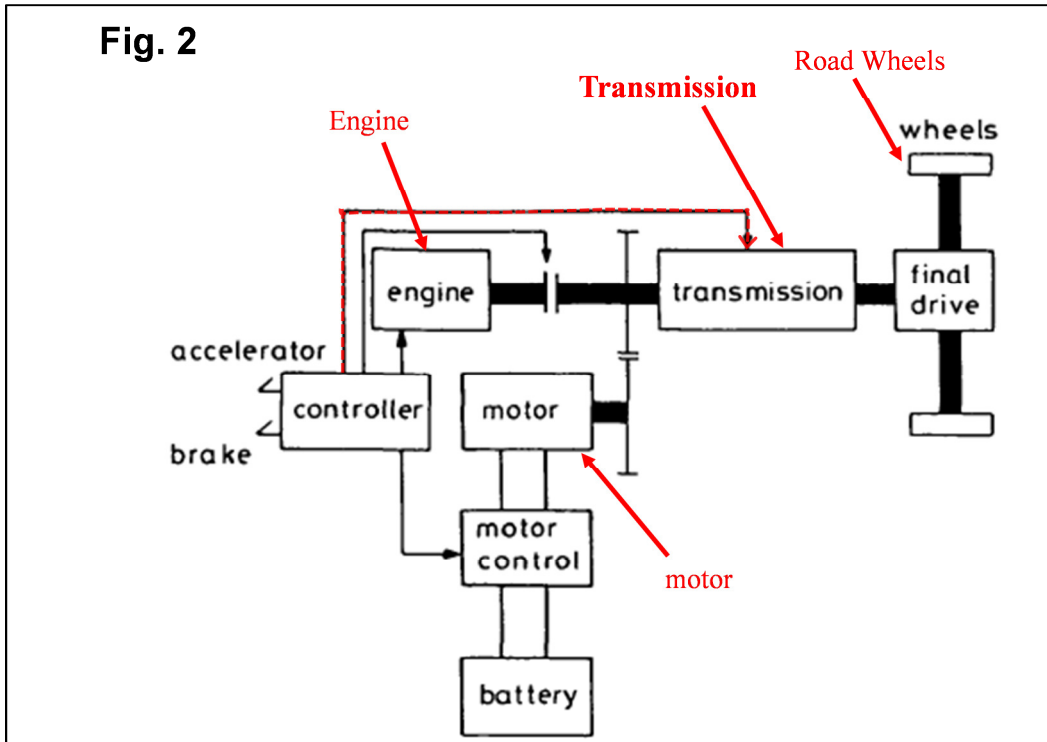 Fig. 2
Road Wheels
Transmission
Engine
wheels
engine
transmission
final
drive
accelerator
controller
motor
brake
motor
control
motor
battery